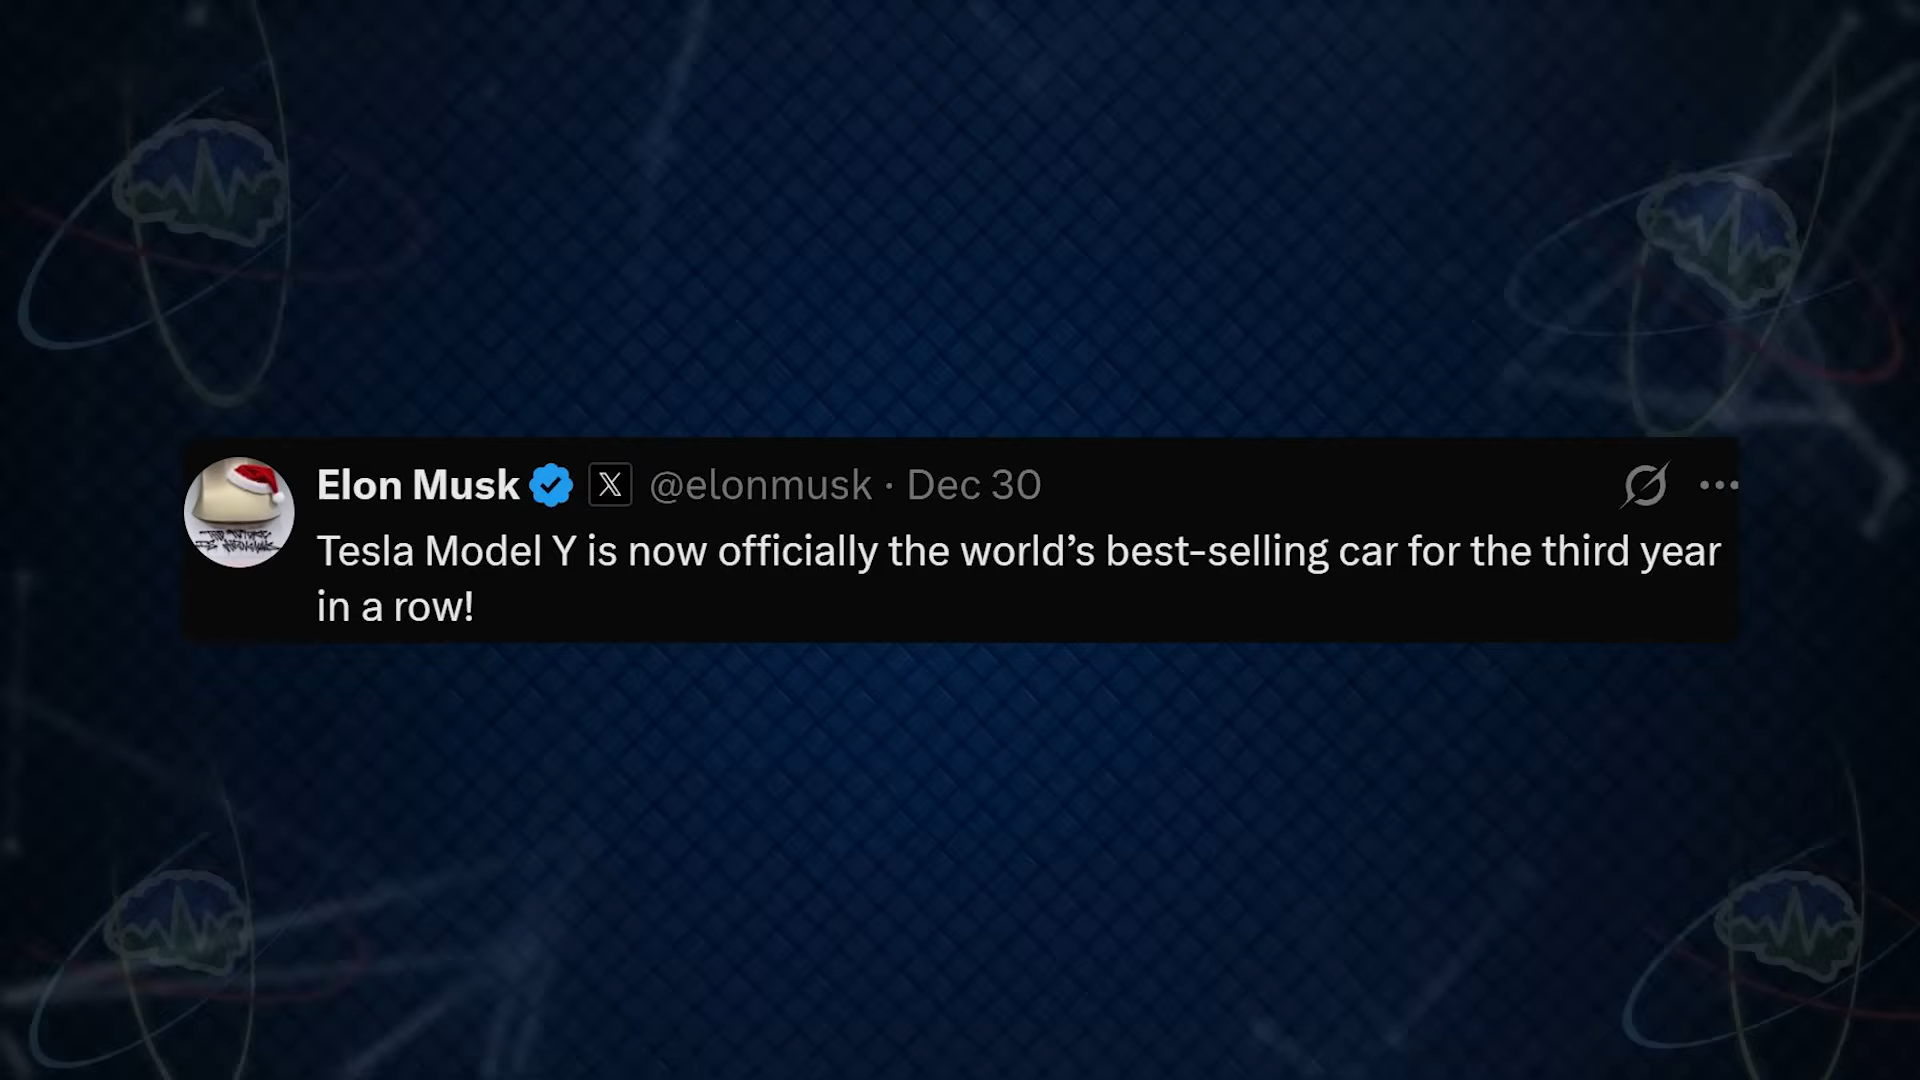 Elon Musk @elonmusk · Dec 30
Tesla Model Y is now officially the world’s best-selling car for the third year
in a row!